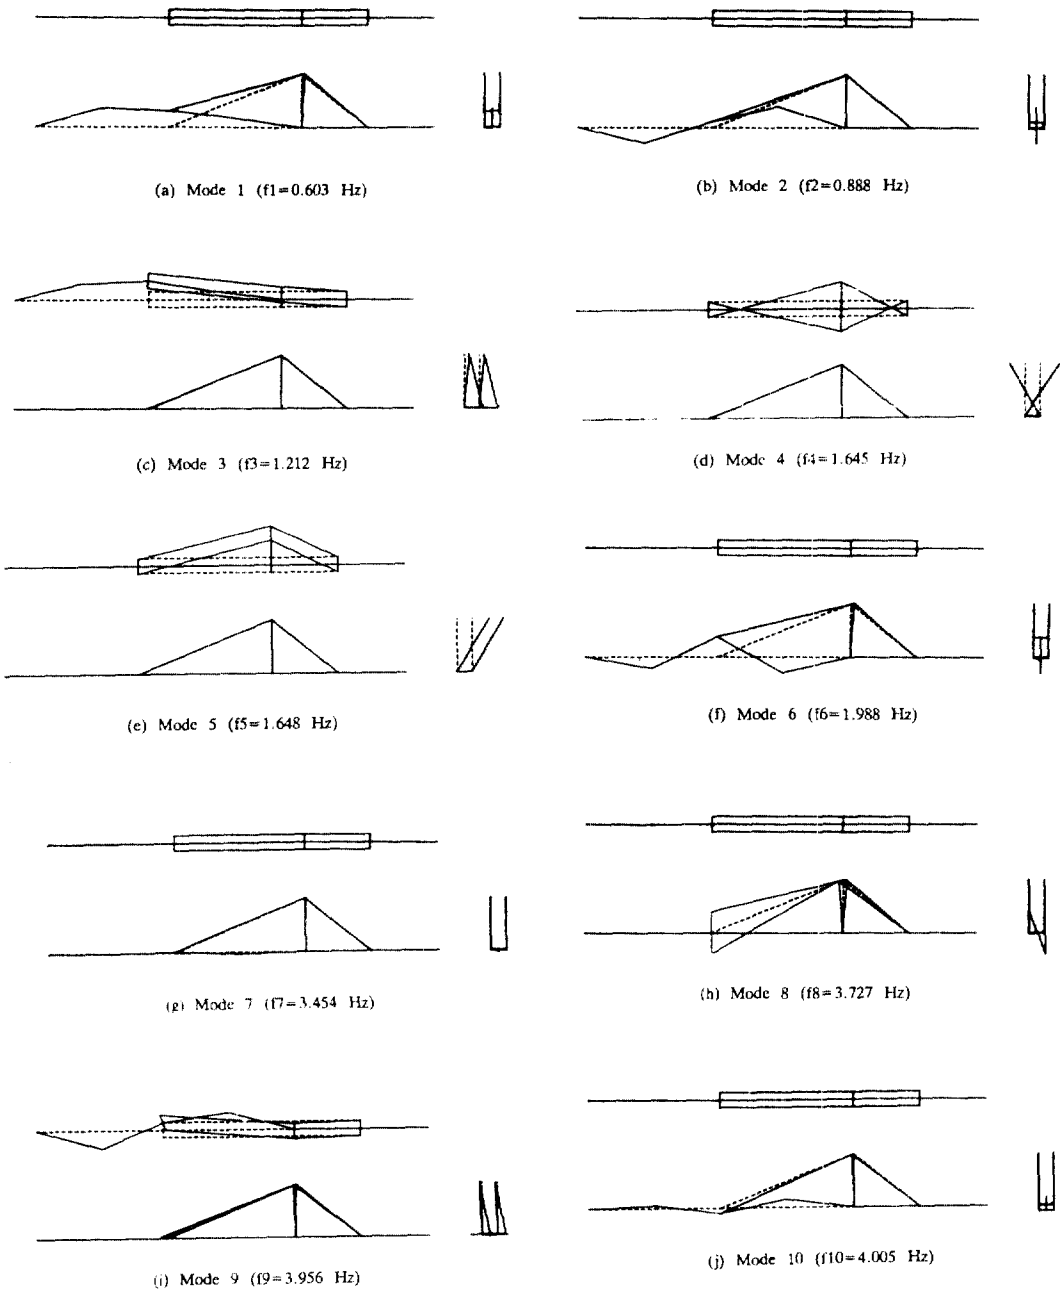 (a) Mode 1 (f1=0.603 Hz)
(b) Mode 2 (f2=0.888 Hz)
(c) Mode 3 (f3=1.212 Hz)
(d) Mode 4 (f4=1.645 Hz)
(e) Mode 5 (f5=1.648 Hz)
(f) Mode 6 (f6=1.988 Hz)
(g) Mode 7 (f7=3.454 Hz)
(h) Mode 8 (f8=3.727 Hz)
(i) Mode 9 (f9=3.956 Hz)
(j) Mode 10 (f10=4.005 Hz)